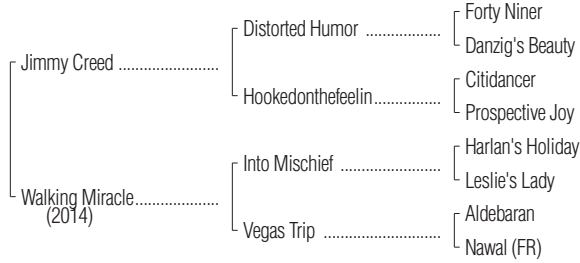 Forty Niner
Distorted Humor ..................
Danzig's Beauty
Jimmy Creed ........................
Citidancer
Hookedonthefeelin................
Prospective Joy
Harlan's Holiday
Into Mischief ........................
Leslie's Lady
Walking Miracle....................
(2014)
Aldebaran
Vegas Trip ............................
Nawal (FR)